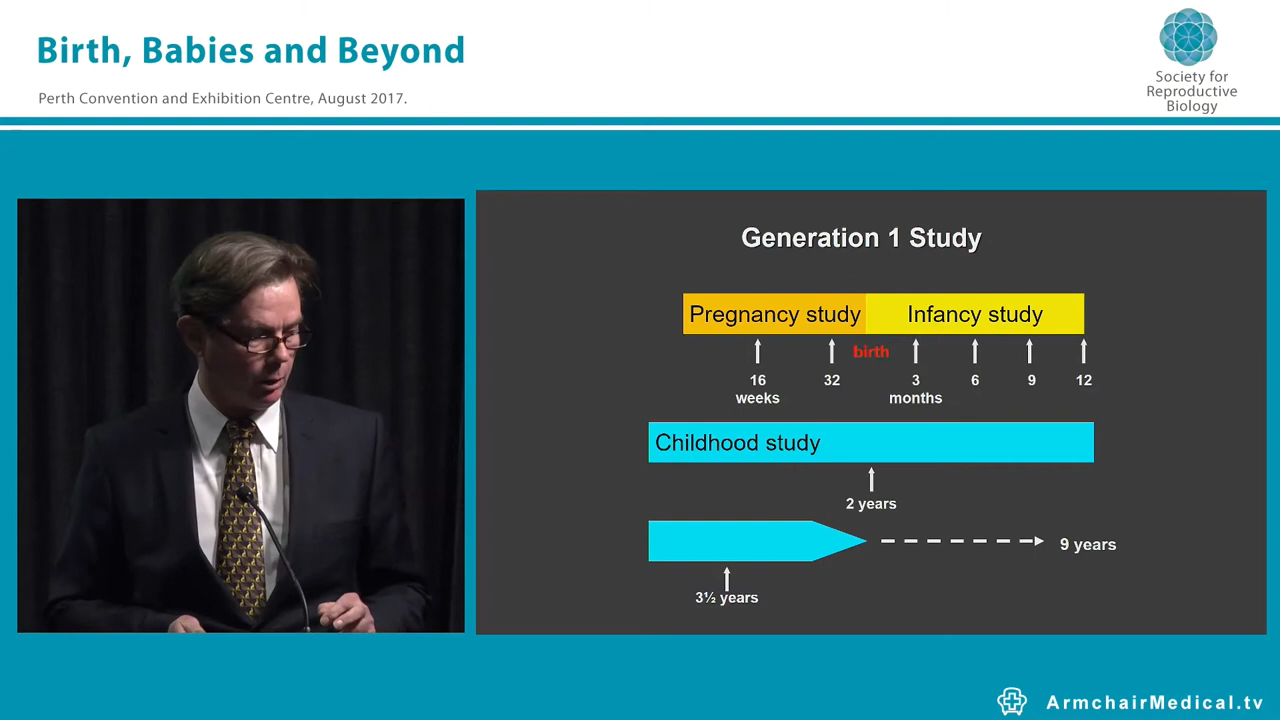 Birth, Babies and Beyond
Perth Convention and Exhibition Centre, August 2017.
Society for
Reproductive
Biology
Generation 1 Study
Pregnancy study
Infancy study
birth
16
weeks
32
3
months
6
9
12
Childhood study
2 years
9 years
3½ years
ArmchairMedical.tv